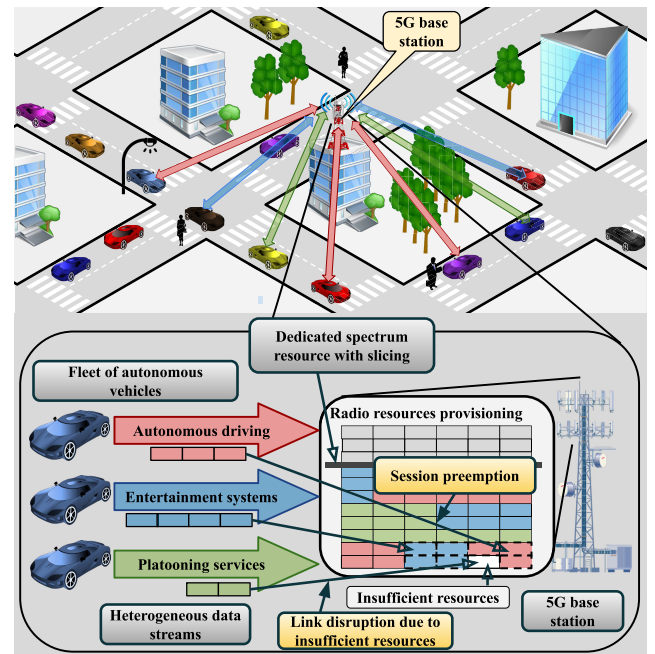 5G base
station
Dedicated spectrum
resource with slicing
Fleet of autonomous
vehicles
Radio resources provisioning
Autonomous driving
Session preemption
Entertainment systems
Platooning services
Insufficient resources
Heterogeneous data
streams
Link disruption due to
insufficient resources
5G base
station